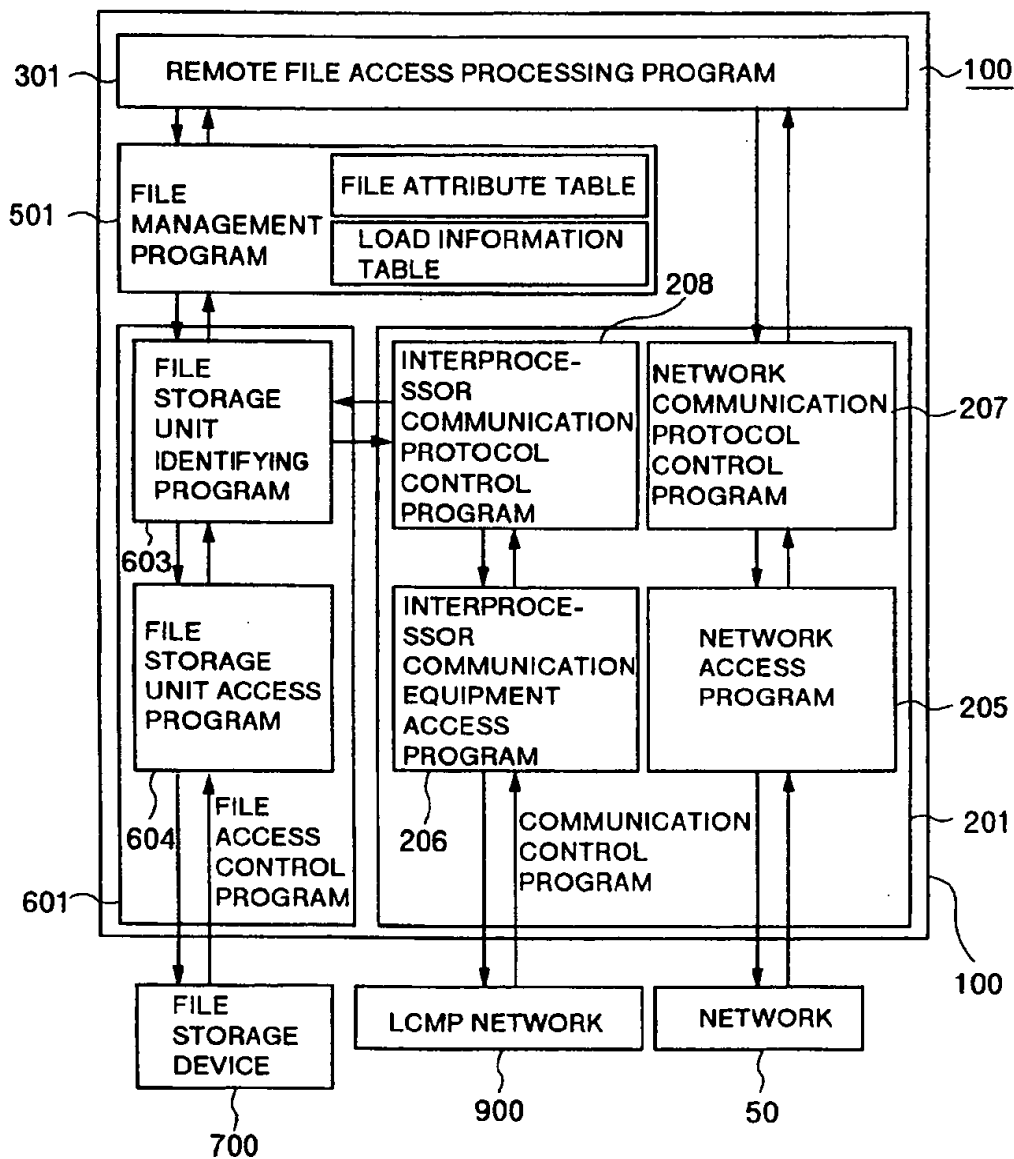 301
REMOTE FILE ACCESS PROCESSING PROGRAM
100
501
FILE
MANAGEMENT
PROGRAM
FILE ATTRIBUTE TABLE
LOAD INFORMATION
TABLE
208
FILE
STORAGE
UNIT
IDENTIFYING
PROGRAM
603
INTERPROCE-
SSOR
COMMUNICATION
PROTOCOL
CONTROL
PROGRAM
NETWORK
COMMUNICATION
PROTOCOL
CONTROL
PROGRAM
207
FILE
STORAGE
UNIT ACCESS
PROGRAM
604
INTERPROCE-
SSOR
COMMUNICATION
EQUIPMENT
ACCESS
PROGRAM
206
NETWORK
ACCESS
PROGRAM
205
FILE
ACCESS
CONTROL
PROGRAM
601
COMMUNICATION
CONTROL
PROGRAM
201
100
FILE
STORAGE
DEVICE
700
LCMP NETWORK
900
NETWORK
50